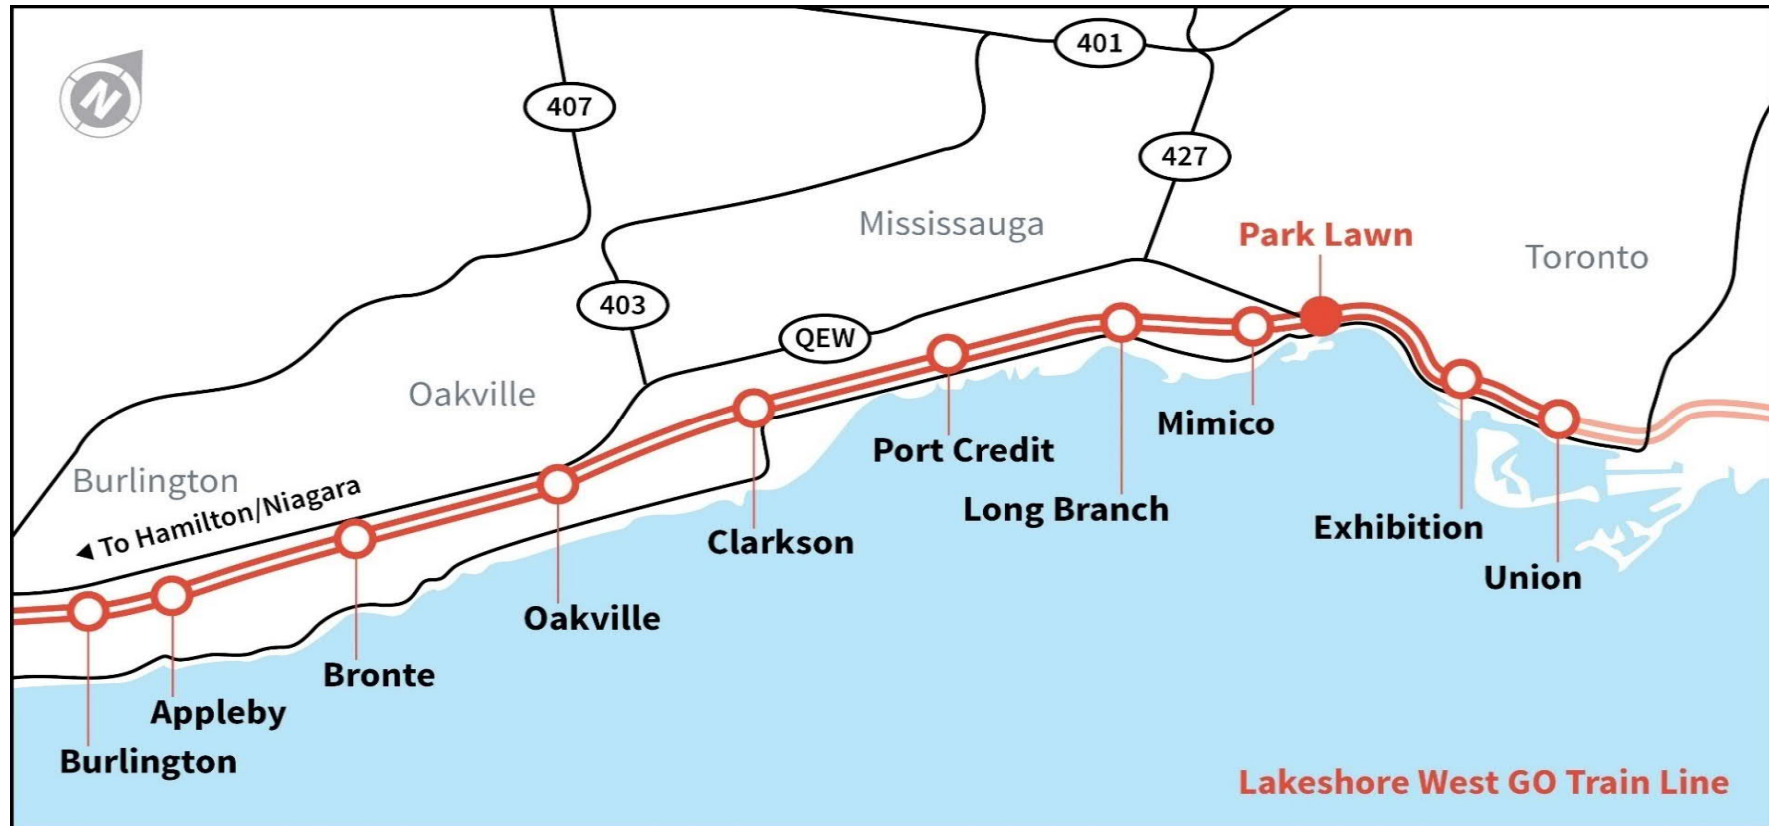 N
401
407
427
Mississauga
Park Lawn
Toronto
403
QEW
Oakville
Mimico
Port Credit
Burlington
To Hamilton/Niagara
Long Branch
Exhibition
Clarkson
Union
Oakville
Bronte
Appleby
Burlington
Lakeshore West GO Train Line